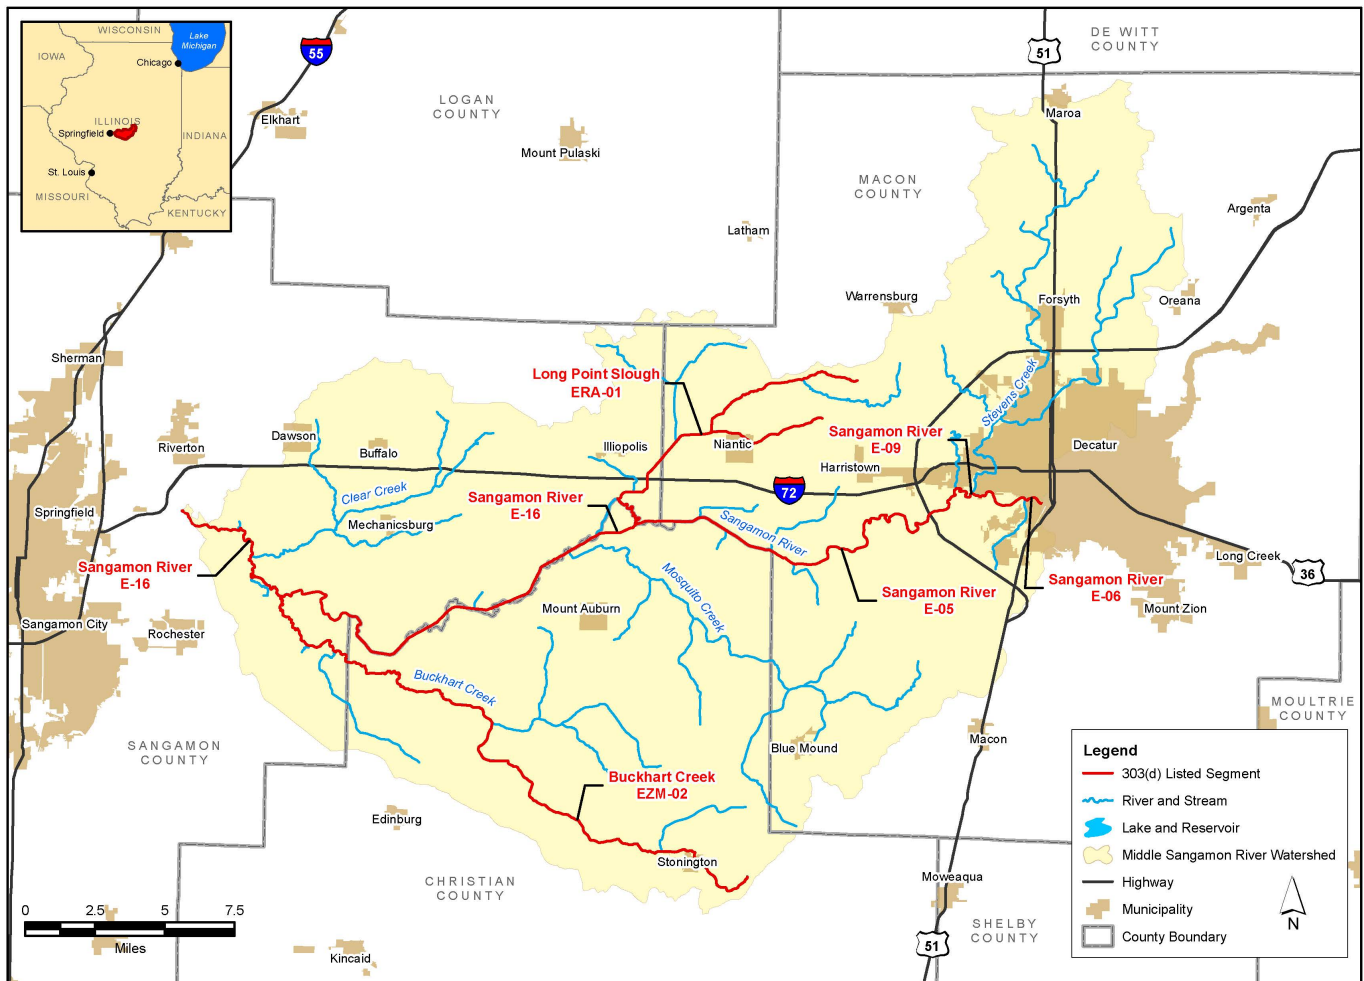 WISCONSIN
Lake
Michigan
IOWA
Chicago
ILLINOIS
Springfield
INDIANA
St. Louis
MISSOURI
KENTUCKY
55
51
DE WITT
COUNTY
LOGAN
COUNTY
Elkhart
Mount Pulaski
Maroa
MACON
COUNTY
Argenta
Latham
Warrensburg
Forsyth
Oreana
Sherman
Long Point Slough
ERA-01
Stevens Creek
Dawson
Riverton
Buffalo
Illiopolis
Niantic
Sangamon River
E-09
Decatur
Harristown
72
Clear Creek
Sangamon River
E-16
Springfield
Mechanicsburg
Sangamon River
Long Creek
36
Sangamon River
E-16
Mosquito Creek
Sangamon River
E-05
Sangamon River
E-06
Mount Auburn
Mount Zion
Sangamon City
Rochester
Buckhart Creek
MOULTRIE
COUNTY
SANGAMON
COUNTY
Blue Mound
Macon
Buckhart Creek
EZM-02
Edinburg
Stonington
CHRISTIAN
COUNTY
Moweaqua
SHELBY
COUNTY
51
Kincaid
0 2.5 5 7.5
Miles
Legend
303(d) Listed Segment
River and Stream
Lake and Reservoir
Middle Sangamon River Watershed
Highway
Municipality
County Boundary
N